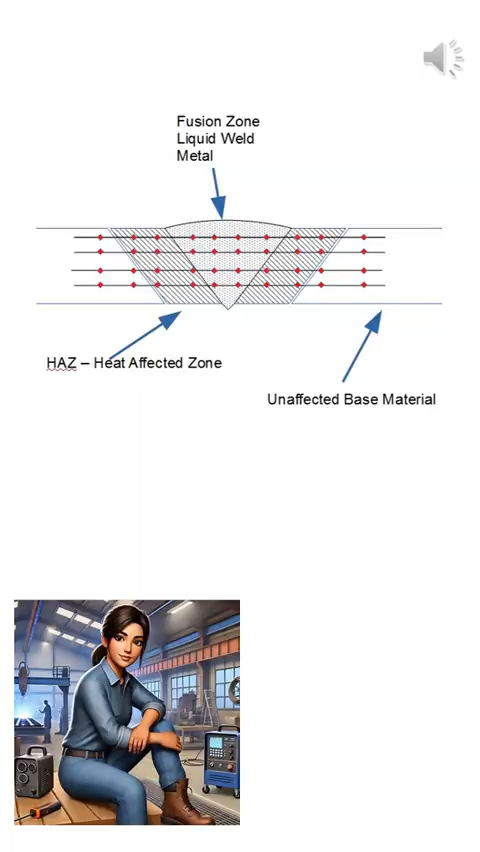 Fusion Zone
Liquid Weld
Metal
HAZ – Heat Affected Zone
Unaffected Base Material